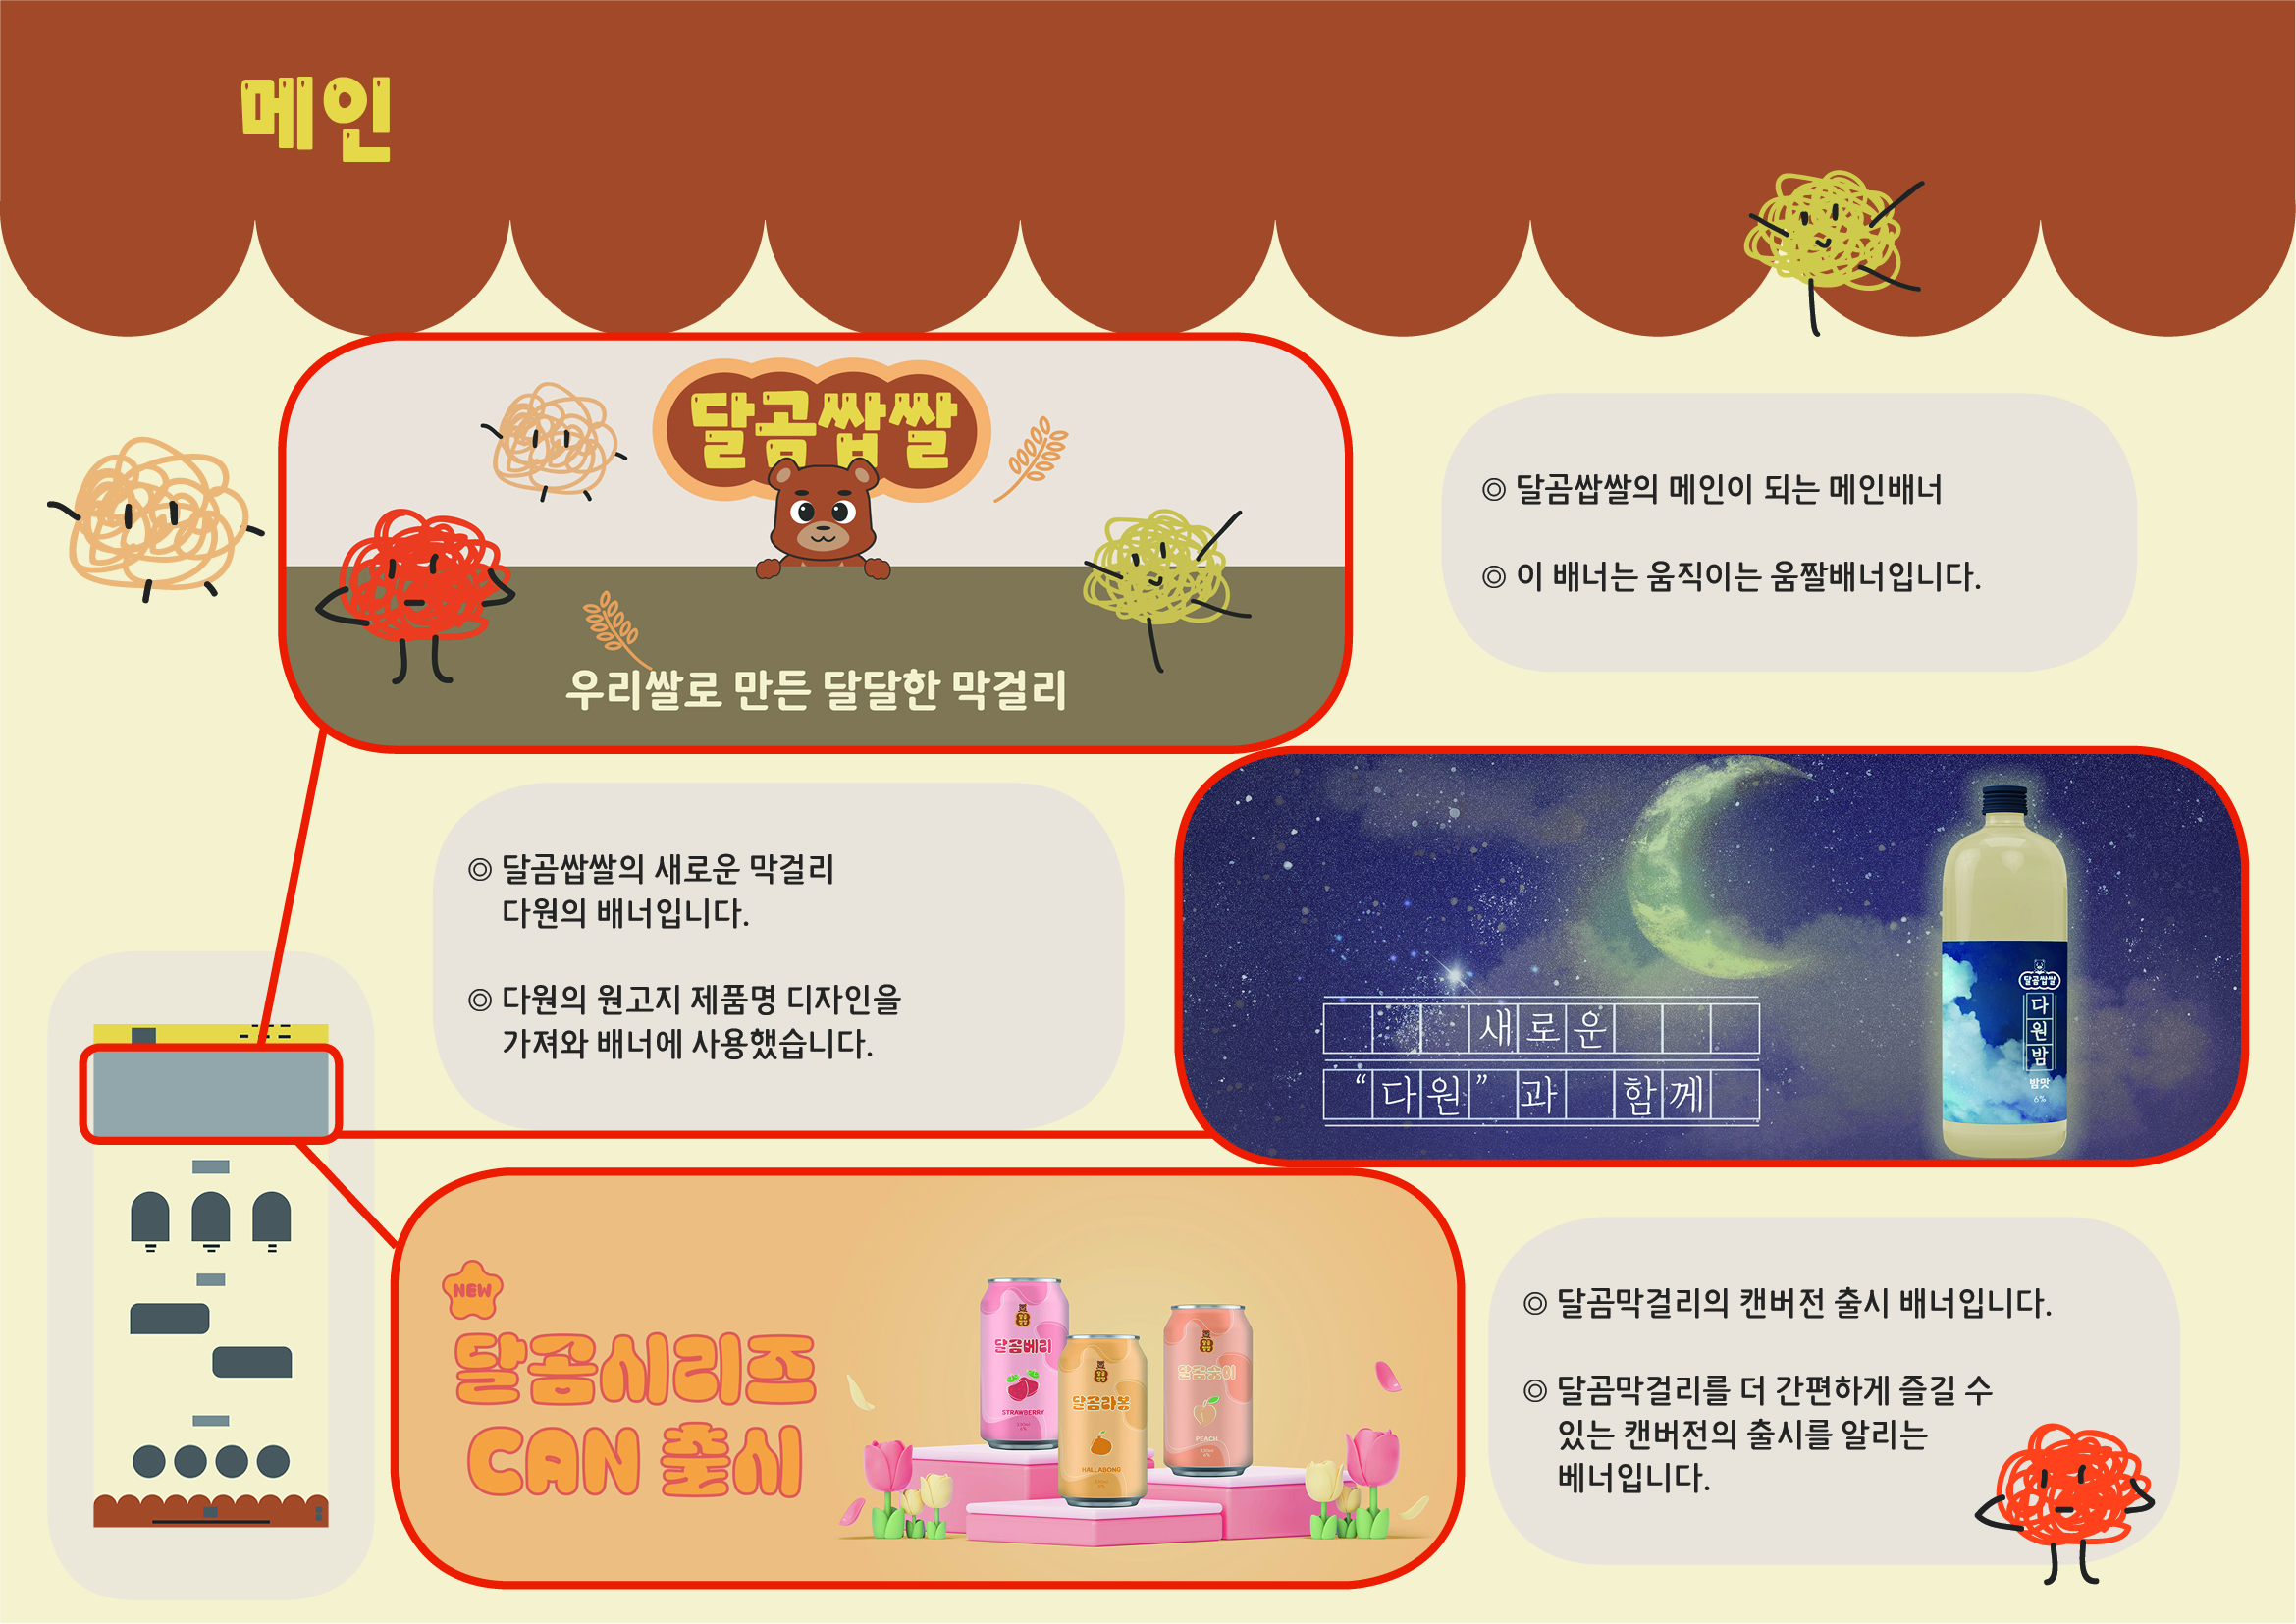 메인
달곰쌉쌀
우리쌀로 만든 달달한 막걸리
◎ 달곰쌉쌀의 메인이 되는 메인배너
◎ 이 배너는 움직이는 움짤배너입니다.
◎ 달곰쌉쌀의 새로운 막걸리
다원의 배너입니다.
◎ 다원의 원고지 제품명 디자인을
가져와 배너에 사용했습니다.
새로운
“다원”과 함께
달곰쌉쌀
다
원
밤
밤맛
6%
NEW
달곰시리즈
CAN 출시
달곰베리
STRAWBERRY
달곰라봉
HALLABONG
달곰숭이
PEACH
◎ 달곰막걸리의 캔버전 출시 배너입니다.
◎ 달곰막걸리를 더 간편하게 즐길 수
있는 캔버전의 출시를 알리는
베너입니다.